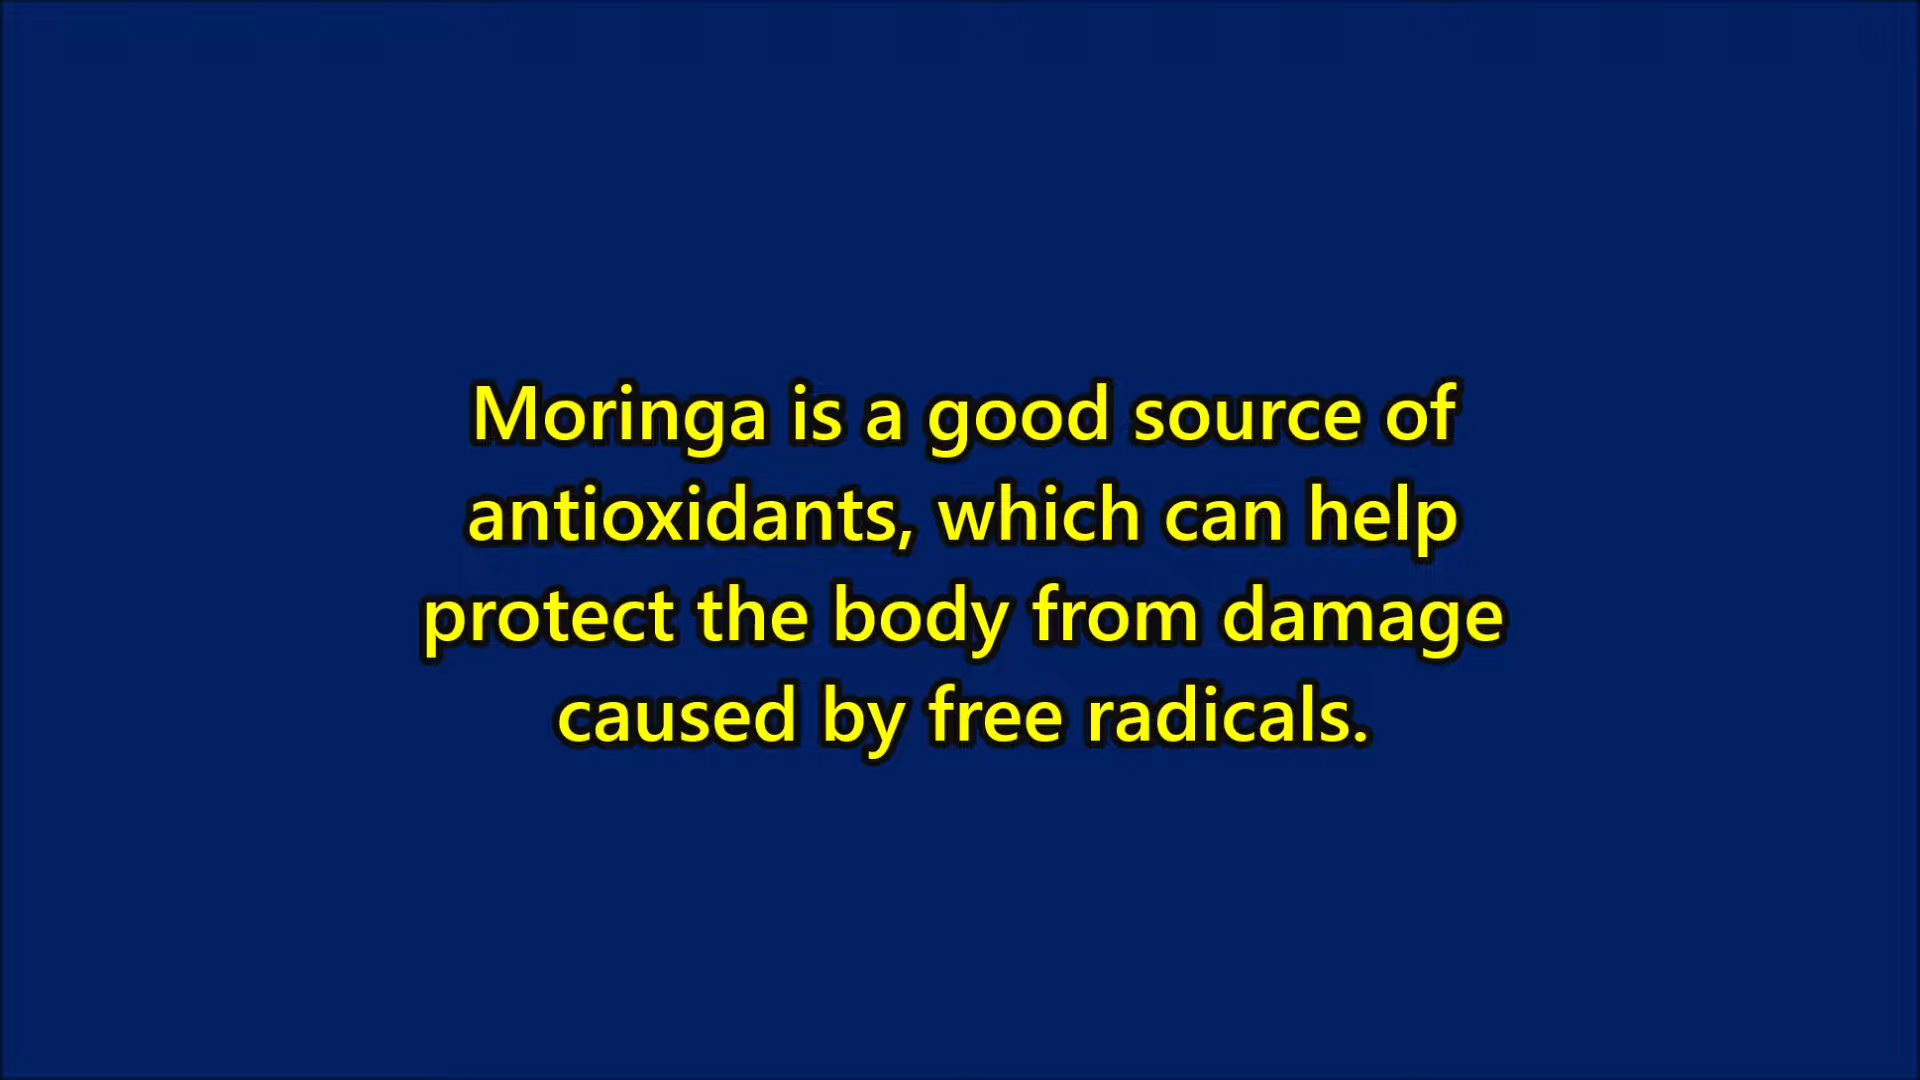 Moringa is a good source of
antioxidants, which can help
protect the body from damage
caused by free radicals.